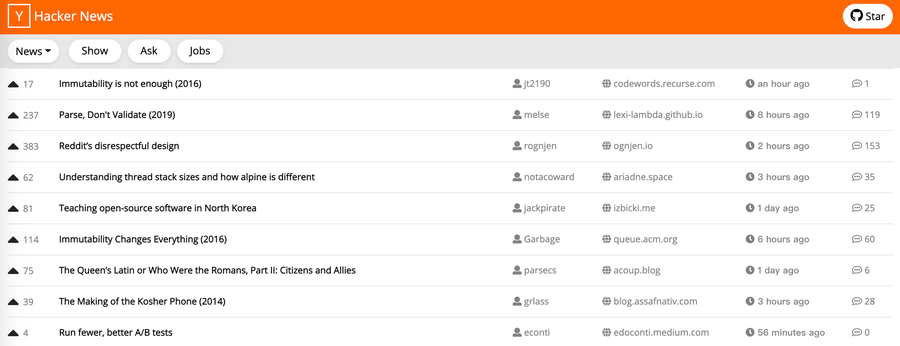 Y Hacker News Star
News Show Ask Jobs
17 Immutability is not enough (2016) jt2190 codewords.recurse.com an hour ago 1
237 Parse, Don't Validate (2019) melse lexi-lambda.github.io 8 hours ago 119
383 Reddit's disrespectful design rognjen ognjen.io 2 hours ago 153
62 Understanding thread stack sizes and how alpine is different notacoward ariadne.space 3 hours ago 35
81 Teaching open-source software in North Korea jackpirate izbicki.me 1 day ago 25
114 Immutability Changes Everything (2016) Garbage queue.acm.org 6 hours ago 60
75 The Queen's Latin or Who Were the Romans, Part II: Citizens and Allies parsecs acoup.blog 1 day ago 6
39 The Making of the Kosher Phone (2014) grlass blog.assafnativ.com 3 hours ago 28
4 Run fewer, better A/B tests econti edoconti.medium.com 56 minutes ago 0